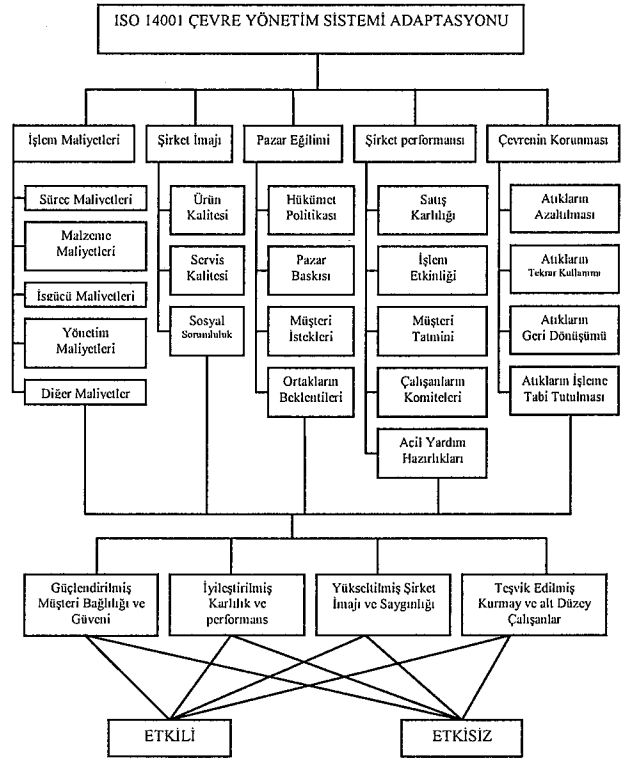 ISO 14001 ÇEVRE YÖNETİM SİSTEMİ ADAPTASYONU
İşlem Maliyetleri
Şirket İmajı
Pazar Eğilimi
Şirket performansı
Çevrenin Korunması
Süreç Maliyetleri
Malzeme
Maliyetleri
İşgücü Maliyetleri
Yönetim
Maliyetleri
Diğer Maliyetler
Ürün
Kalitesi
Servis
Kalitesi
Sosyal
Sorumluluk
Hükümet
Politikası
Pazar
Baskısı
Müşteri
İstekleri
Ortakların
Beklentileri
Satış
Karlılığı
İşlem
Etkinliği
Müşteri
Tatmini
Çalışanların
Komiteleri
Acil Yardım
Hazırlıkları
Atıkların
Azaltılması
Atıkların
Tekrar Kullanımı
Atıkların
Geri Dönüşümü
Atıkların İşleme
Tabi Tutulması
Güçlendirilmiş
Müşteri Bağlılığı ve
Güveni
İyileştirilmiş
Karlılık ve
performans
Yükseltilmiş Şirket
İmajı ve Saygınlığı
Teşvik Edilmiş
Kurmay ve alt Düzey
Çalışanlar
ETKİLİ
ETKİSİZ